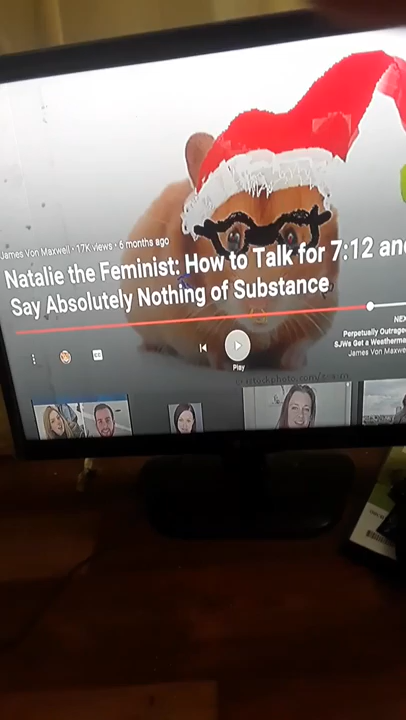 James Von Maxwell • 17K views • 6 months ago
Natalie the Feminist: How to Talk for 7:12 and
Say Absolutely Nothing of Substance
Play
Perpetually Outrage
SJWs Get a Weatherma
James Von Maxwe